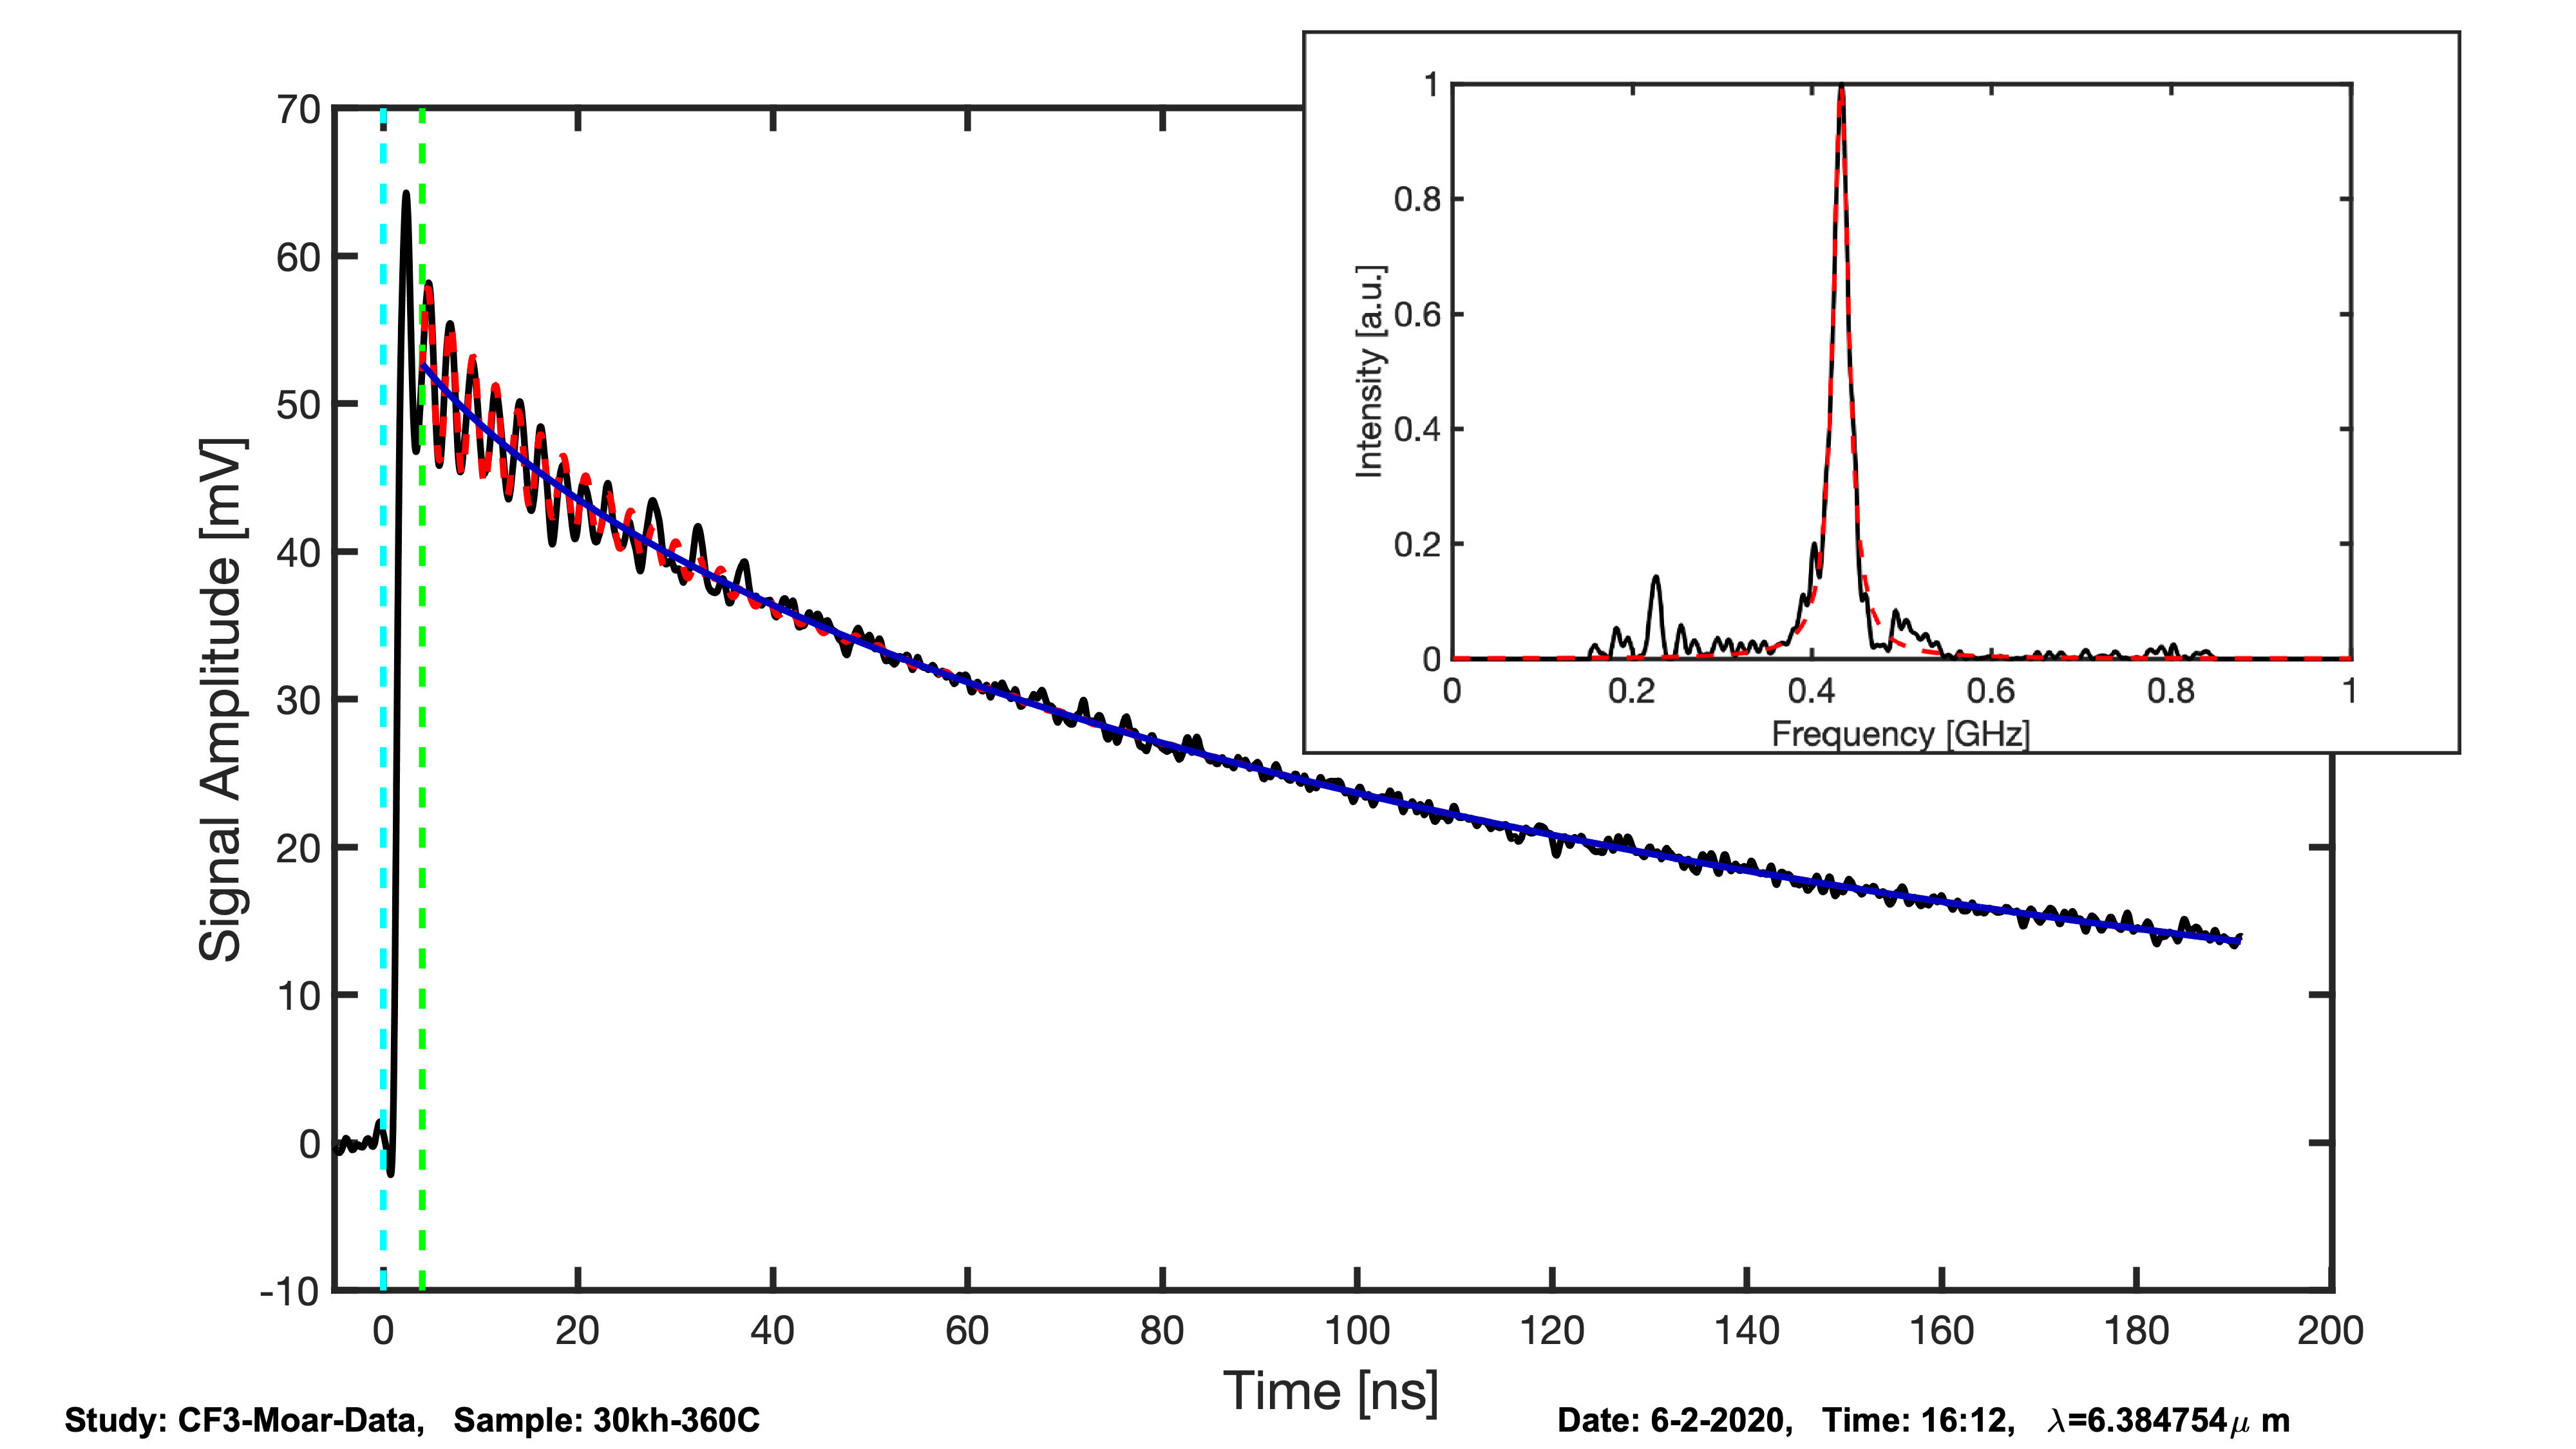 1
0.8
0.6
0.4
0.2
0
Intensity [a.u.]
0 0.2 0.4 0.6 0.8 1
Frequency [GHz]
70
60
50
40
30
20
10
0
-10
Signal Amplitude [mV]
0 20 40 60 80 100 120 140 160 180 200
Time [ns]
Study: CF3-Moar-Data, Sample: 30kh-360C
Date: 6-2-2020, Time: 16:12, λ=6.384754μ m